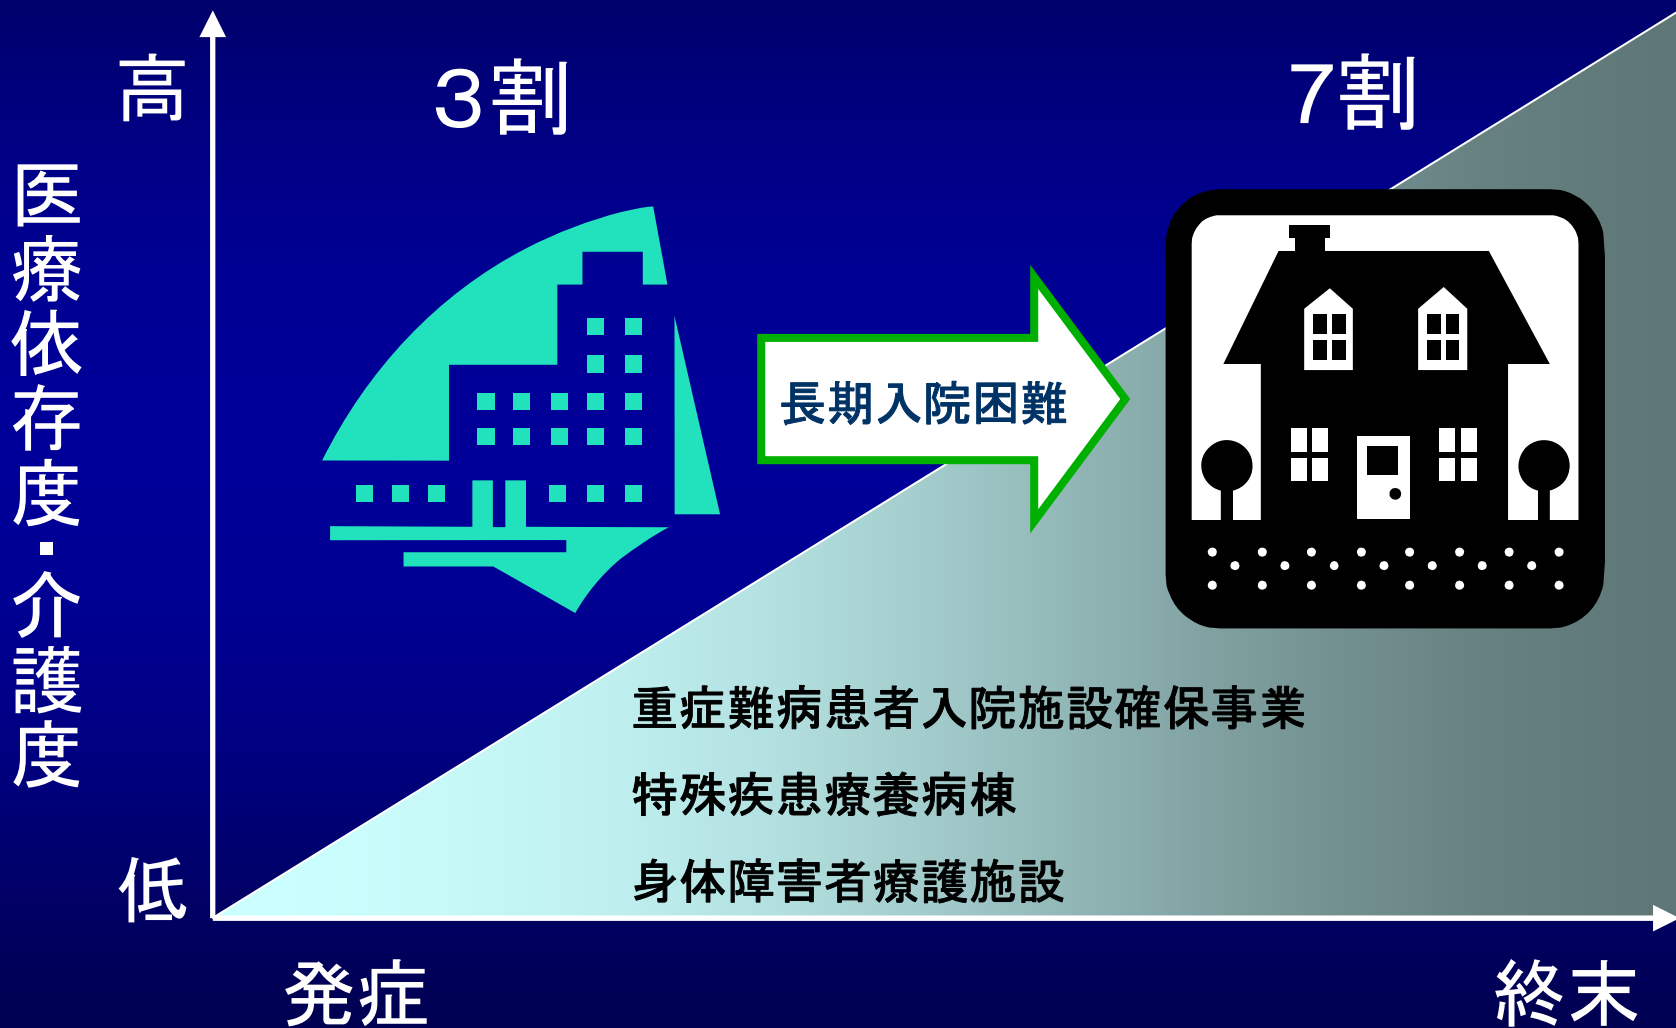 高
3割
7割
医療依存度・介護度
長期入院困難
重症難病患者入院施設確保事業
特殊疾患療養病棟
身体障害者療護施設
低
発症
終末